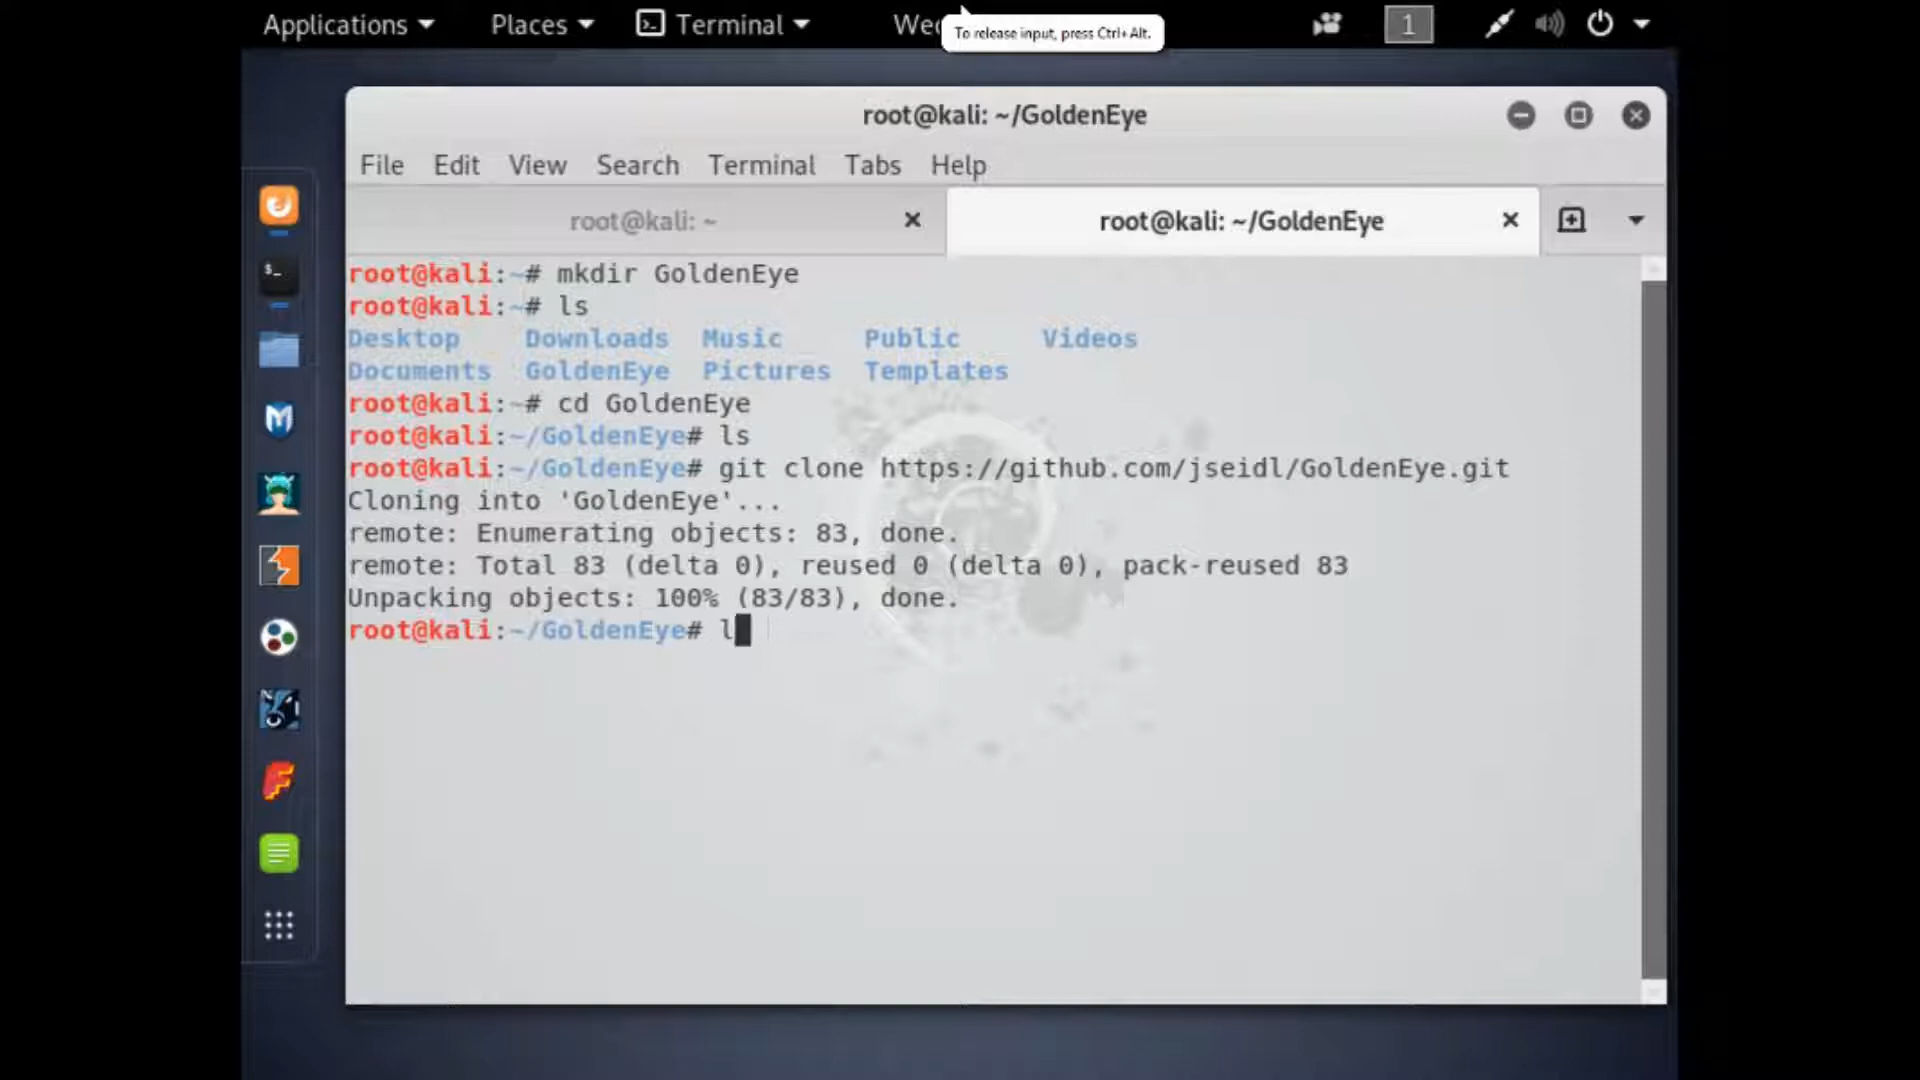 Applications Places Terminal We 1
To release input, press Ctrl+Alt.
root@kali: ~/GoldenEye
File Edit View Search Terminal Tabs Help
root@kali: ~ root@kali: ~/GoldenEye
root@kali:~# mkdir GoldenEye
root@kali:~# ls
Desktop Downloads Music Public Videos
Documents GoldenEye Pictures Templates
root@kali:~# cd GoldenEye
root@kali:~/GoldenEye# ls
root@kali:~/GoldenEye# git clone https://github.com/jseidl/GoldenEye.git
Cloning into 'GoldenEye'...
remote: Enumerating objects: 83, done.
remote: Total 83 (delta 0), reused 0 (delta 0), pack-reused 83
Unpacking objects: 100% (83/83), done.
root@kali:~/GoldenEye# l